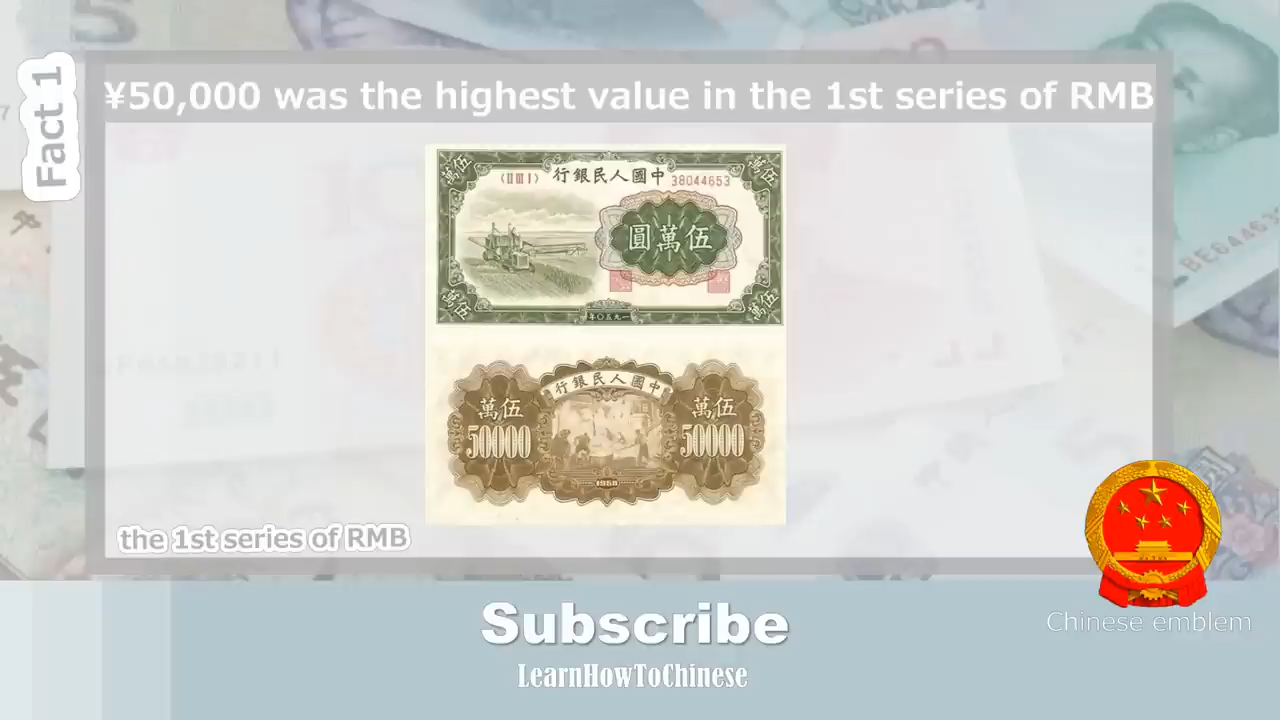 Fact 1
¥50,000 was the highest value in the 1st series of RMB
伍萬
伍萬
〈II III I〉
行銀民人國中
38044653
圓萬伍
萬伍
萬伍
年〇五九一
行銀民人國中
萬伍
50000
萬伍
50000
the 1st series of RMB
BE6446
Subscribe
LearnHowToChinese
Chinese emblem